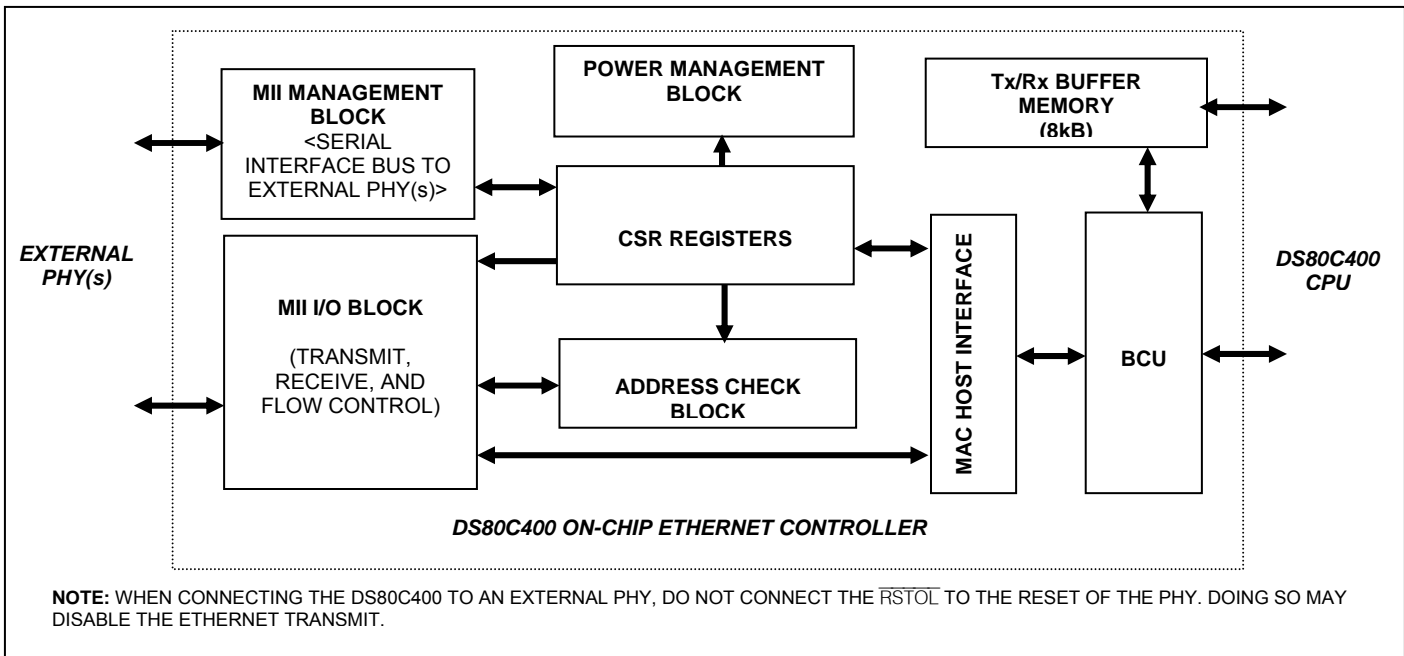 POWER MANAGEMENT
BLOCK
Tx/Rx BUFFER
MEMORY
(8kB)
MII MANAGEMENT
BLOCK
<SERIAL
INTERFACE BUS TO
EXTERNAL PHY(s)>
CSR REGISTERS
EXTERNAL
PHY(s)
MII I/O BLOCK
(TRANSMIT,
RECEIVE, AND
FLOW CONTROL)
ADDRESS CHECK
BLOCK
MAC HOST INTERFACE
BCU
DS80C400
CPU
DS80C400 ON-CHIP ETHERNET CONTROLLER
NOTE: WHEN CONNECTING THE DS80C400 TO AN EXTERNAL PHY, DO NOT CONNECT THE RSTOL TO THE RESET OF THE PHY. DOING SO MAY
DISABLE THE ETHERNET TRANSMIT.